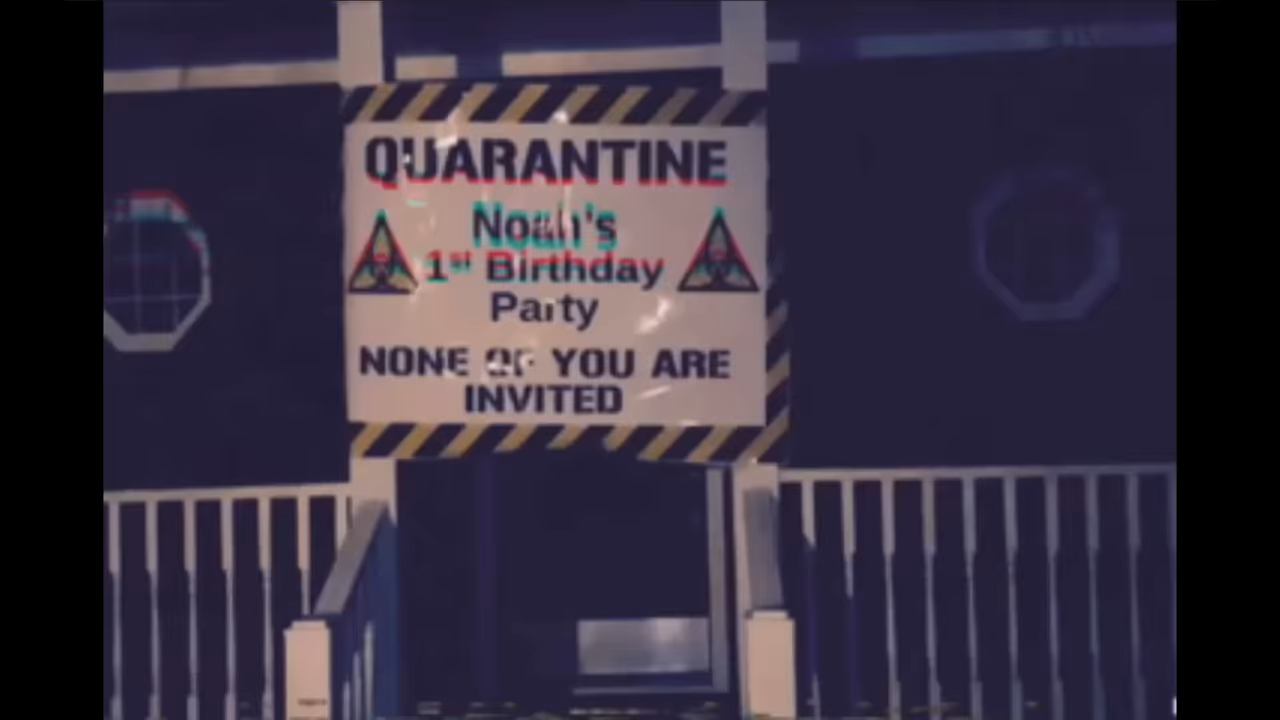 QUARANTINE
Noah's
1st Birthday
Party
NONE OF YOU ARE
INVITED